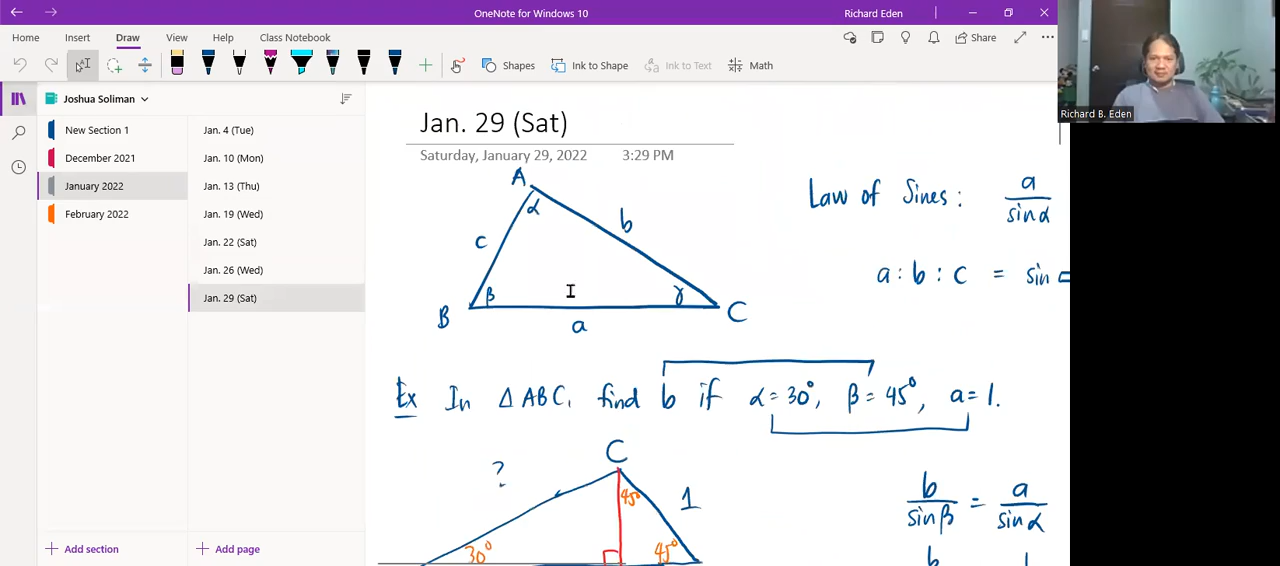 OneNote for Windows 10
Richard Eden
Home Insert Draw View Help Class Notebook
Share
Shapes Ink to Shape Ink to Text Math
Richard B. Eden
Joshua Soliman
New Section 1
December 2021
January 2022
February 2022
Jan. 4 (Tue)
Jan. 10 (Mon)
Jan. 13 (Thu)
Jan. 19 (Wed)
Jan. 22 (Sat)
Jan. 26 (Wed)
Jan. 29 (Sat)
Add section
Add page
Jan. 29 (Sat)
Saturday, January 29, 2022 3:29 PM
A
α
b
c
β
γ
B
a
C
Law of Sines: a/sinα
a : b : c = sin
Ex In ΔABC, find b if α = 30°, β = 45°, a = 1.
C
?
45°
1
30°
45°
b/sinβ = a/sinα